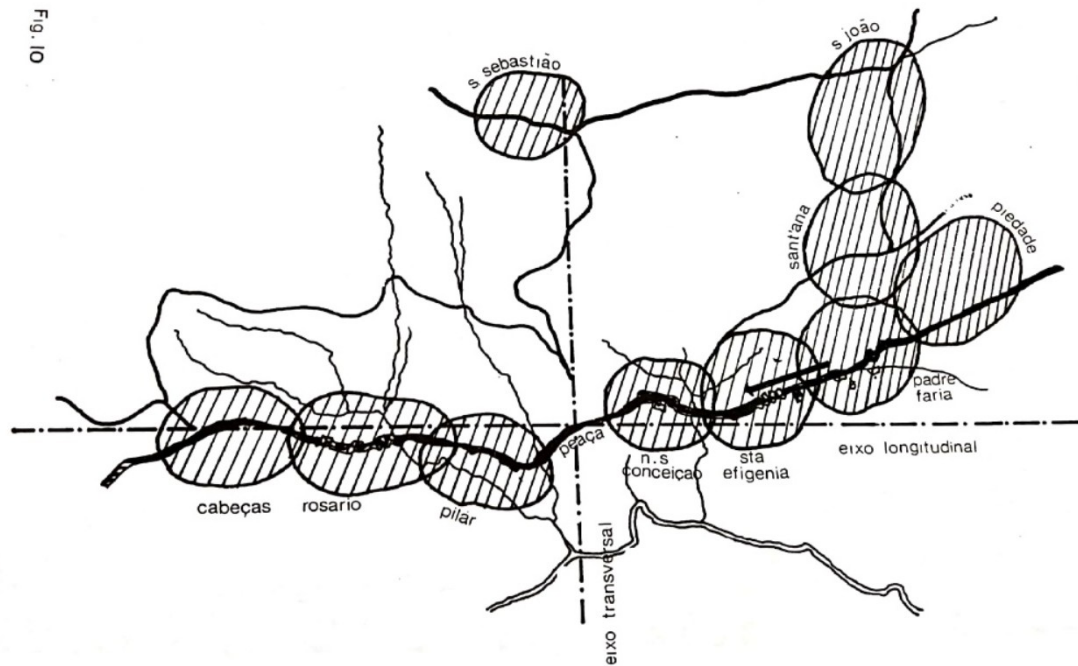 Fig. 10
s sebastião
s joão
sant'ana
piedade
padre
faria
peaça
n.s
conceiçao
sta
efigenia
eixo longitudinal
cabeças
rosario
pilar
eixo transversal